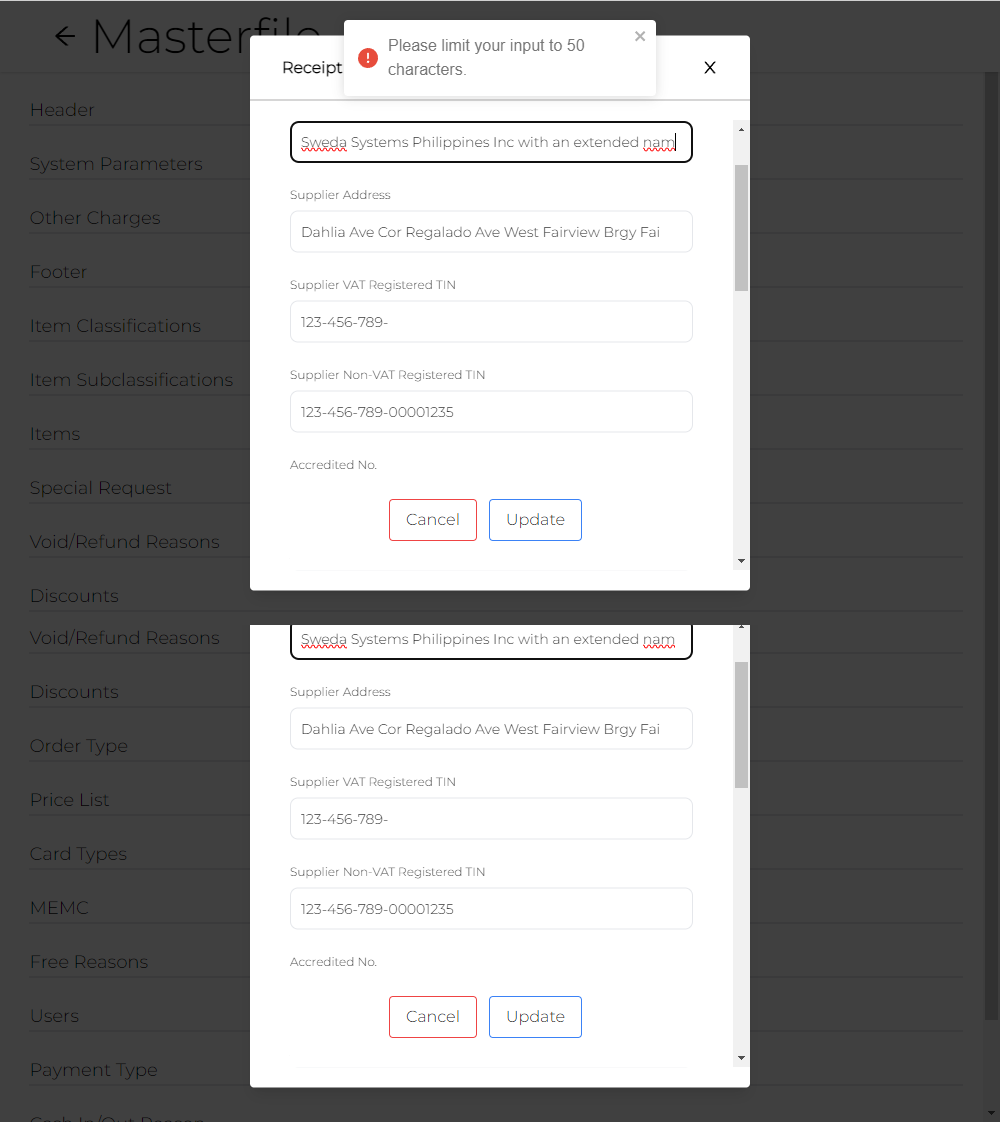 Masterfile
Please limit your input to 50
characters.
Receipt
X
Header
System Parameters
Other Charges
Footer
Item Classifications
Item Subclassifications
Items
Special Request
Void/Refund Reasons
Discounts
Void/Refund Reasons
Discounts
Order Type
Price List
Card Types
MEMC
Free Reasons
Users
Payment Type
Cash In/Out Reason
Sweda Systems Philippines Inc with an extended nam
Supplier Address
Dahlia Ave Cor Regalado Ave West Fairview Brgy Fai
Supplier VAT Registered TIN
123-456-789-
Supplier Non-VAT Registered TIN
123-456-789-00001235
Accredited No.
Cancel Update
Sweda Systems Philippines Inc with an extended nam
Supplier Address
Dahlia Ave Cor Regalado Ave West Fairview Brgy Fai
Supplier VAT Registered TIN
123-456-789-
Supplier Non-VAT Registered TIN
123-456-789-00001235
Accredited No.
Cancel Update